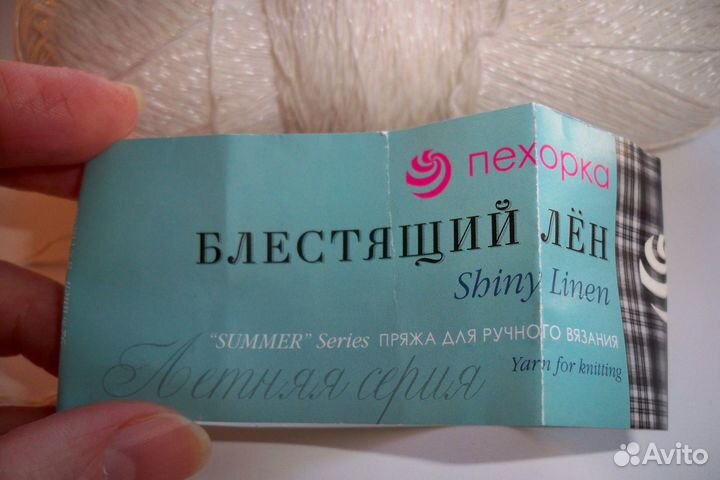 пехорка
БЛЕСТЯЩИЙ ЛЁН
Shiny Linen
"SUMMER" Series ПРЯЖА ДЛЯ РУЧНОГО ВЯЗАНИЯ
Yarn for knitting
Летняя серия
Avito